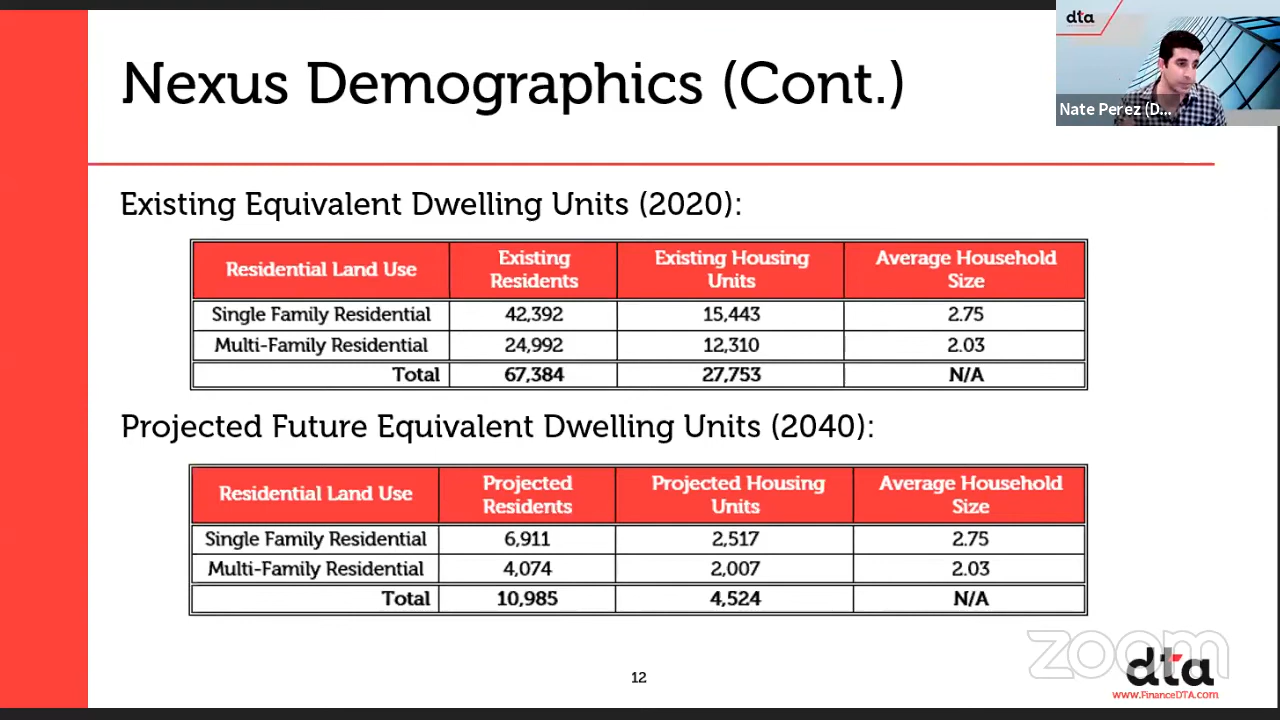 dta
Nexus Demographics (Cont.)
Nate Perez (D...
Existing Equivalent Dwelling Units (2020):
Residential Land Use Existing Residents Existing Housing Units Average Household Size
Single Family Residential 42,392 15,443 2.75
Multi-Family Residential 24,992 12,310 2.03
Total 67,384 27,753 N/A
Projected Future Equivalent Dwelling Units (2040):
Residential Land Use Projected Residents Projected Housing Units Average Household Size
Single Family Residential 6,911 2,517 2.75
Multi-Family Residential 4,074 2,007 2.03
Total 10,985 4,524 N/A
zoom
dta
12
www.FinanceDTA.com